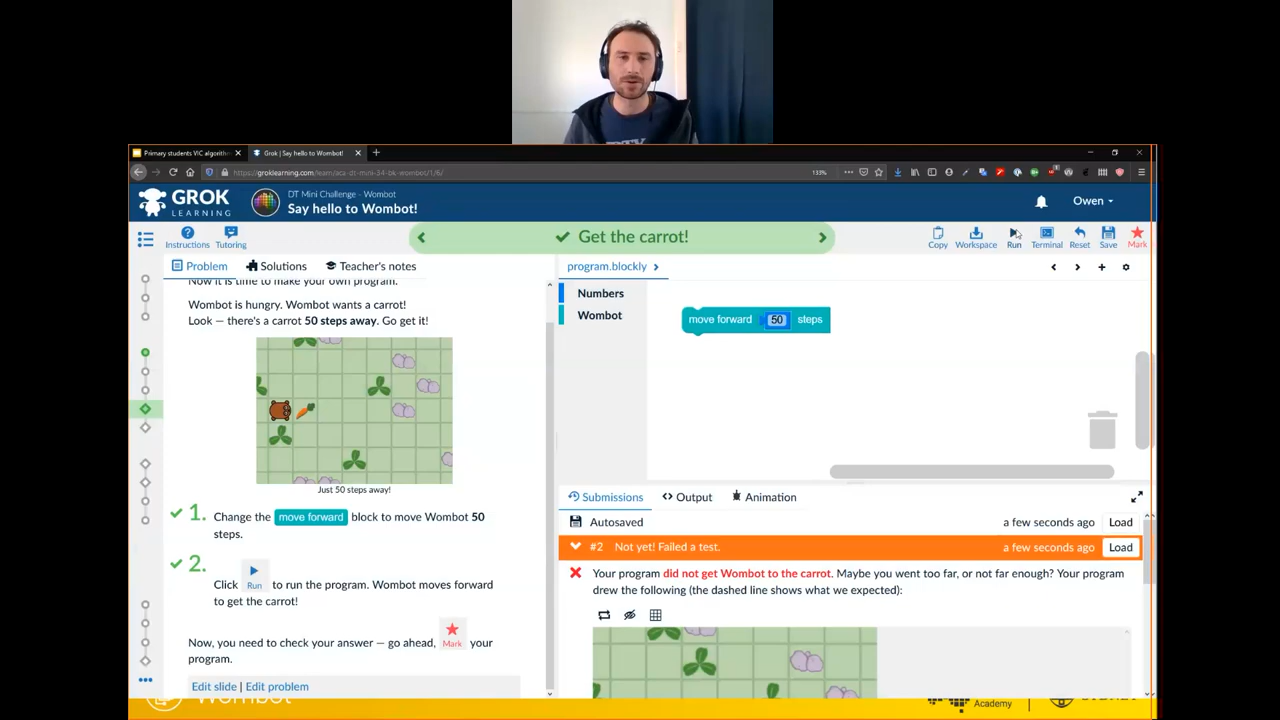 Primary students VIC algorithm
Grok | Say hello to Wombot!
https://groklearning.com/learn/aca-dt-mini-34-bk-wombot/1/6/
133%
GROK
LEARNING
DT Mini Challenge - Wombot
Say hello to Wombot!
Owen
Instructions
Tutoring
Get the carrot!
Copy
Workspace
Run
Terminal
Reset
Save
Mark
Problem
Solutions
Teacher's notes
program.blockly
Now it is time to make your own program.
Wombot is hungry. Wombot wants a carrot!
Look — there's a carrot 50 steps away. Go get it!
Just 50 steps away!
1. Change the move forward block to move Wombot 50
steps.
2. Click Run to run the program. Wombot moves forward
to get the carrot!
Now, you need to check your answer — go ahead, Mark your
program.
Edit slide | Edit problem
Numbers
Wombot
move forward 50 steps
Submissions
Output
Animation
Autosaved
a few seconds ago
Load
#2 Not yet! Failed a test.
a few seconds ago
Load
Your program did not get Wombot to the carrot. Maybe you went too far, or not far enough? Your program
drew the following (the dashed line shows what we expected):
Wombot
Academy